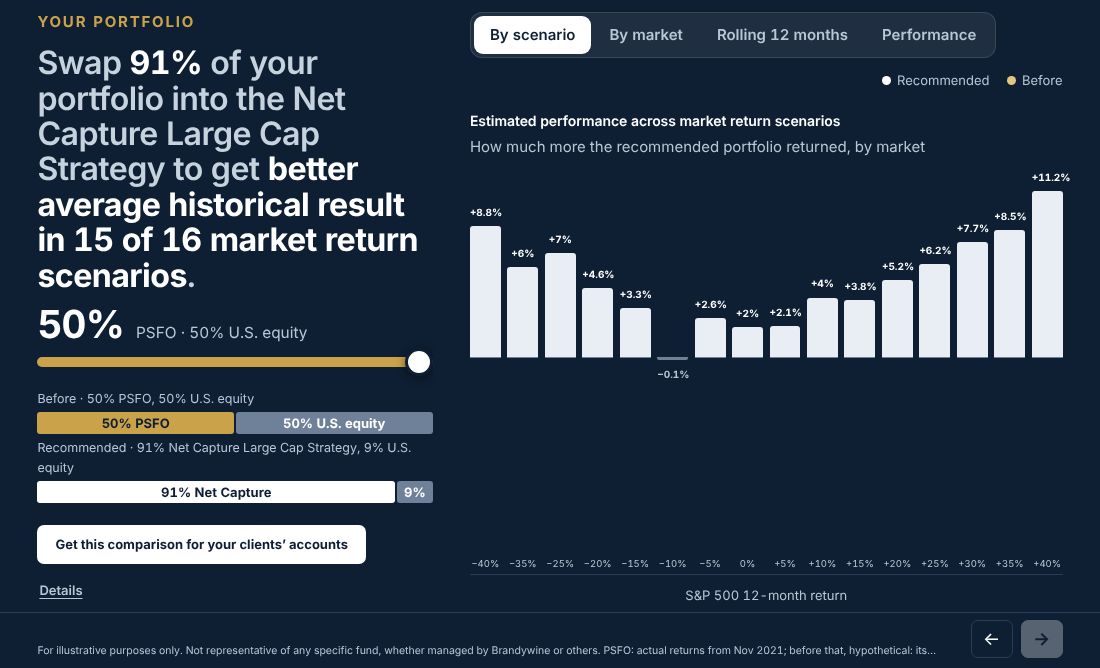 YOUR PORTFOLIO
Swap 91% of your
portfolio into the Net
Capture Large Cap
Strategy to get better
average historical result
in 15 of 16 market return
scenarios.
50% PSFO · 50% U.S. equity
Before · 50% PSFO, 50% U.S. equity
50% PSFO 50% U.S. equity
Recommended · 91% Net Capture Large Cap Strategy, 9% U.S.
equity
91% Net Capture 9%
Get this comparison for your clients’ accounts
Details
By scenario By market Rolling 12 months Performance
Recommended Before
Estimated performance across market return scenarios
How much more the recommended portfolio returned, by market
+8.8% +6% +7% +4.6% +3.3% −0.1% +2.6% +2% +2.1% +4% +3.8% +5.2% +6.2% +7.7% +8.5% +11.2%
−40% −35% −25% −20% −15% −10% −5% 0% +5% +10% +15% +20% +25% +30% +35% +40%
S&P 500 12-month return
For illustrative purposes only. Not representative of any specific fund, whether managed by Brandywine or others. PSFO: actual returns from Nov 2021; before that, hypothetical: its…
← →